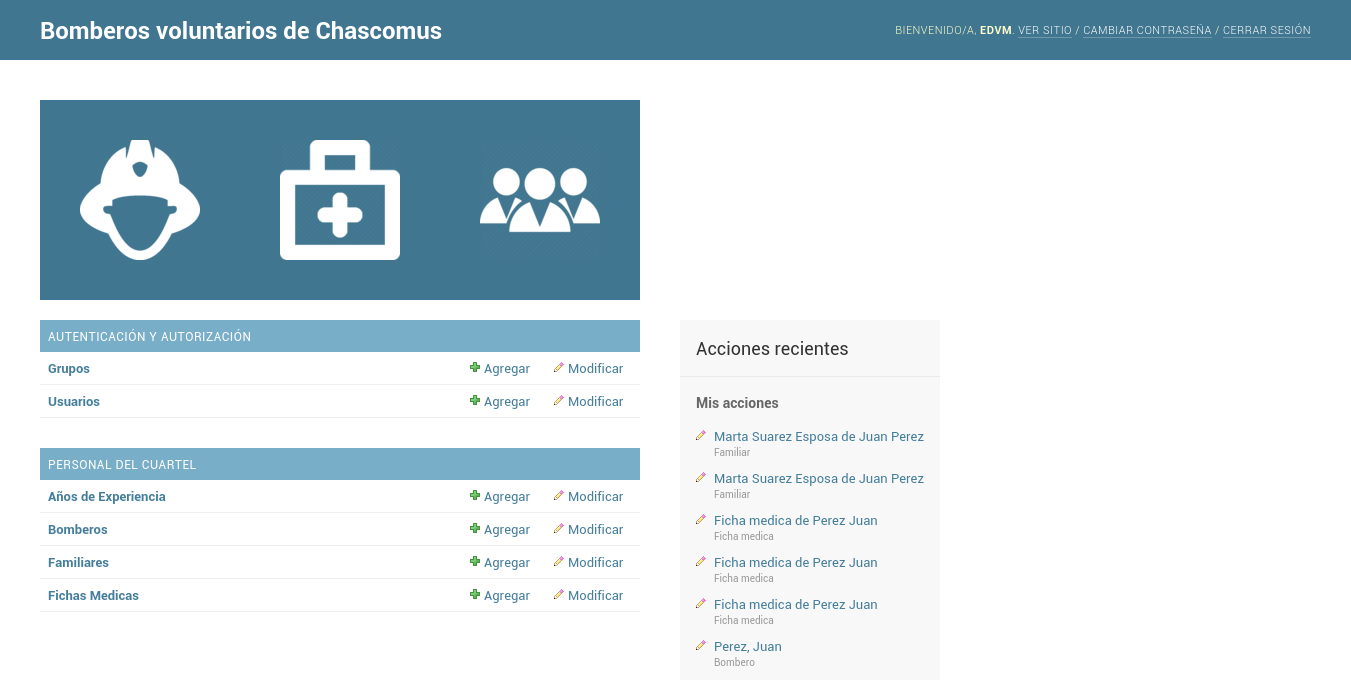 Bomberos voluntarios de Chascomus
BIENVENIDO/A, EDVM. VER SITIO / CAMBIAR CONTRASEÑA / CERRAR SESIÓN
AUTENTICACIÓN Y AUTORIZACIÓN
Grupos Agregar Modificar
Usuarios Agregar Modificar
PERSONAL DEL CUARTEL
Años de Experiencia Agregar Modificar
Bomberos Agregar Modificar
Familiares Agregar Modificar
Fichas Medicas Agregar Modificar
Acciones recientes
Mis acciones
Marta Suarez Esposa de Juan Perez
Familiar
Marta Suarez Esposa de Juan Perez
Familiar
Ficha medica de Perez Juan
Ficha medica
Ficha medica de Perez Juan
Ficha medica
Ficha medica de Perez Juan
Ficha medica
Perez, Juan
Bombero